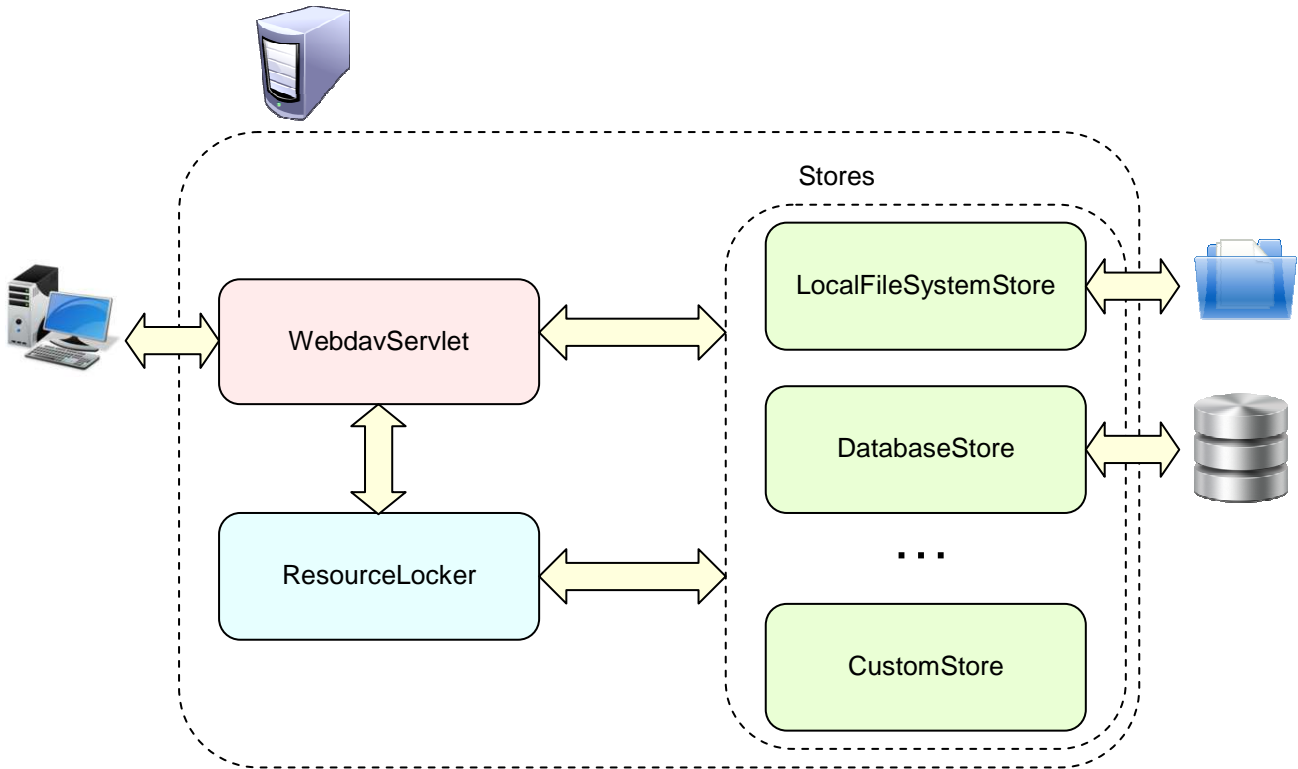 Stores
LocalFileSystemStore
WebdavServlet
DatabaseStore
...
ResourceLocker
CustomStore